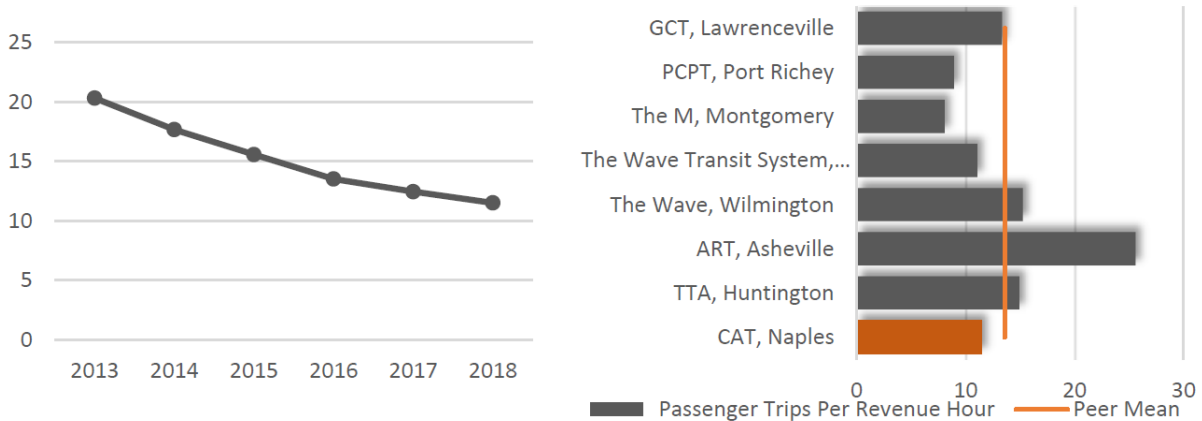 25
20
15
10
5
0
2013 2014 2015 2016 2017 2018
GCT, Lawrenceville
PCPT, Port Richey
The M, Montgomery
The Wave Transit System,...
The Wave, Wilmington
ART, Asheville
TTA, Huntington
CAT, Naples
0 10 20 30
Passenger Trips Per Revenue Hour Peer Mean